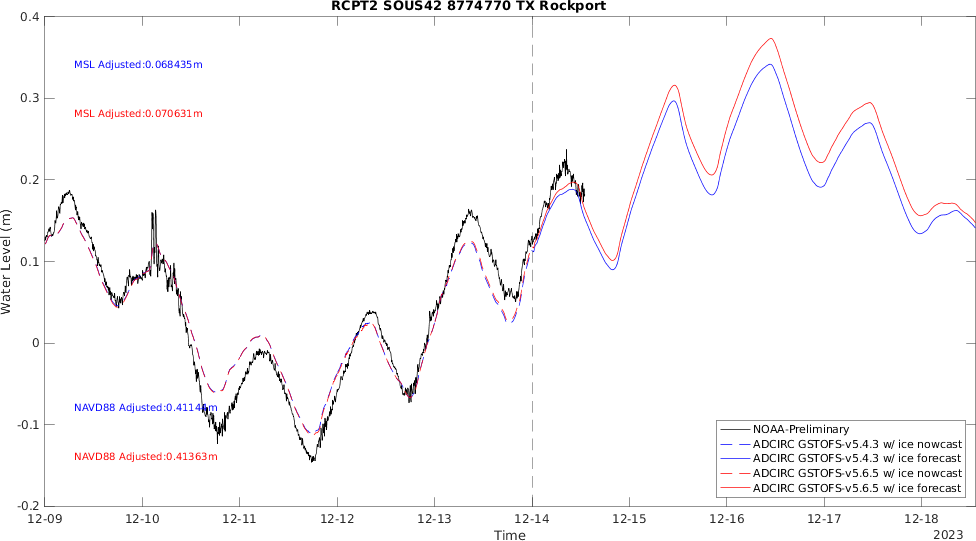 RCPT2 SOUS42 8774770 TX Rockport
0.4
0.3
0.2
0.1
0
-0.1
-0.2
Water Level (m)
MSL Adjusted:0.068435m
MSL Adjusted:0.070631m
NAVD88 Adjusted:0.41144m
NAVD88 Adjusted:0.41363m
NOAA-Preliminary
ADCIRC GSTOFS-v5.4.3 w/ ice nowcast
ADCIRC GSTOFS-v5.4.3 w/ ice forecast
ADCIRC GSTOFS-v5.6.5 w/ ice nowcast
ADCIRC GSTOFS-v5.6.5 w/ ice forecast
12-09 12-10 12-11 12-12 12-13 12-14 12-15 12-16 12-17 12-18
Time
2023